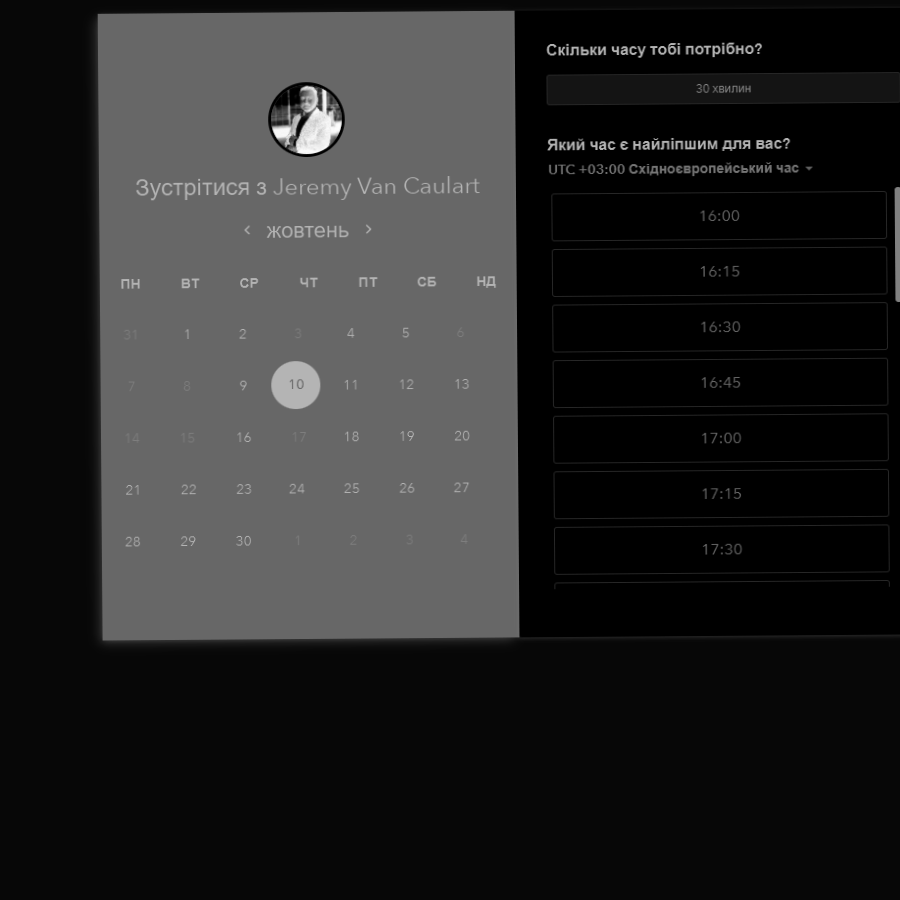 Зустрітися з Jeremy Van Caulart
‹ жовтень ›
ПН ВТ СР ЧТ ПТ СБ НД
31 1 2 3 4 5 6
7 8 9 10 11 12 13
14 15 16 17 18 19 20
21 22 23 24 25 26 27
28 29 30 1 2 3 4
Скільки часу тобі потрібно?
30 хвилин
Який час є найліпшим для вас?
UTC +03:00 Східноєвропейський час
16:00
16:15
16:30
16:45
17:00
17:15
17:30